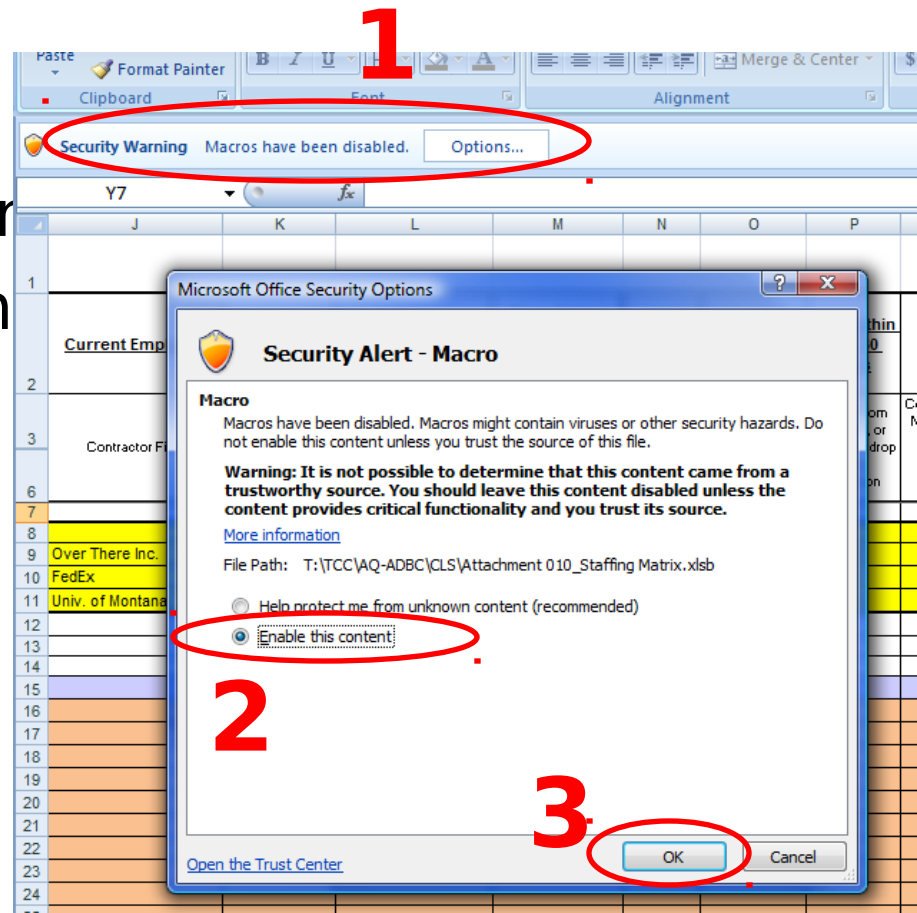 1
Paste
Format Painter
B I U
A
Merge & Center
$
Clipboard
Font
Alignment
Security Warning Macros have been disabled. Options...
Y7
fx
J K L M N O P
1
Microsoft Office Security Options
?
X
Current Emp
Security Alert - Macro
2
Macro
Macros have been disabled. Macros might contain viruses or other security hazards. Do
not enable this content unless you trust the source of this file.
3
Contractor Fi
or
drop
Warning: It is not possible to determine that this content came from a
trustworthy source. You should leave this content disabled unless the
content provides critical functionality and you trust its source.
6
7
More information
8
File Path: T:\TCC\AQ-ADBC\CLS\Attachment 010_Staffing Matrix.xlsb
9 Over There Inc.
10 FedEx
11 Univ. of Montana
Help protect me from unknown content (recommended)
Enable this content
12
13
14
15
2
16
17
18
19
20
3
21
22
23
24
Open the Trust Center
OK
Cancel